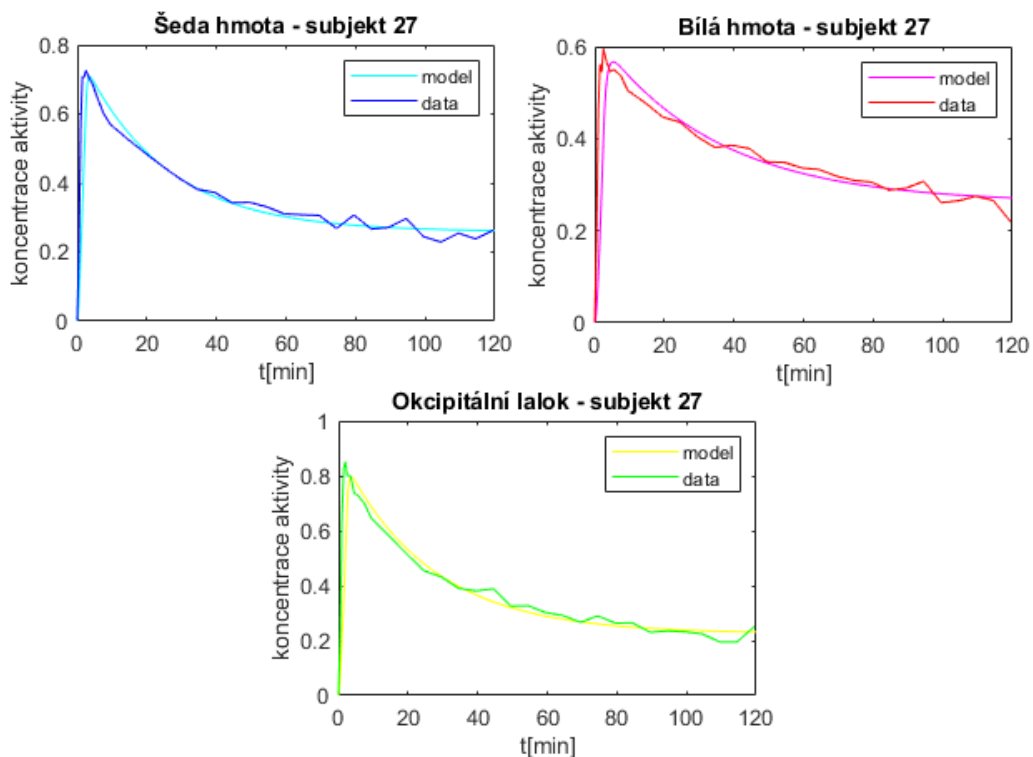 Šeda hmota - subjekt 27
0.8
0.6
0.4
0.2
0
koncentrace aktivity
model
data
0 20 40 60 80 100 120
t[min]
Bílá hmota - subjekt 27
0.6
0.4
0.2
0
koncentrace aktivity
model
data
0 20 40 60 80 100 120
t[min]
Okcipitální lalok - subjekt 27
1
0.8
0.6
0.4
0.2
0
koncentrace aktivity
model
data
0 20 40 60 80 100 120
t[min]